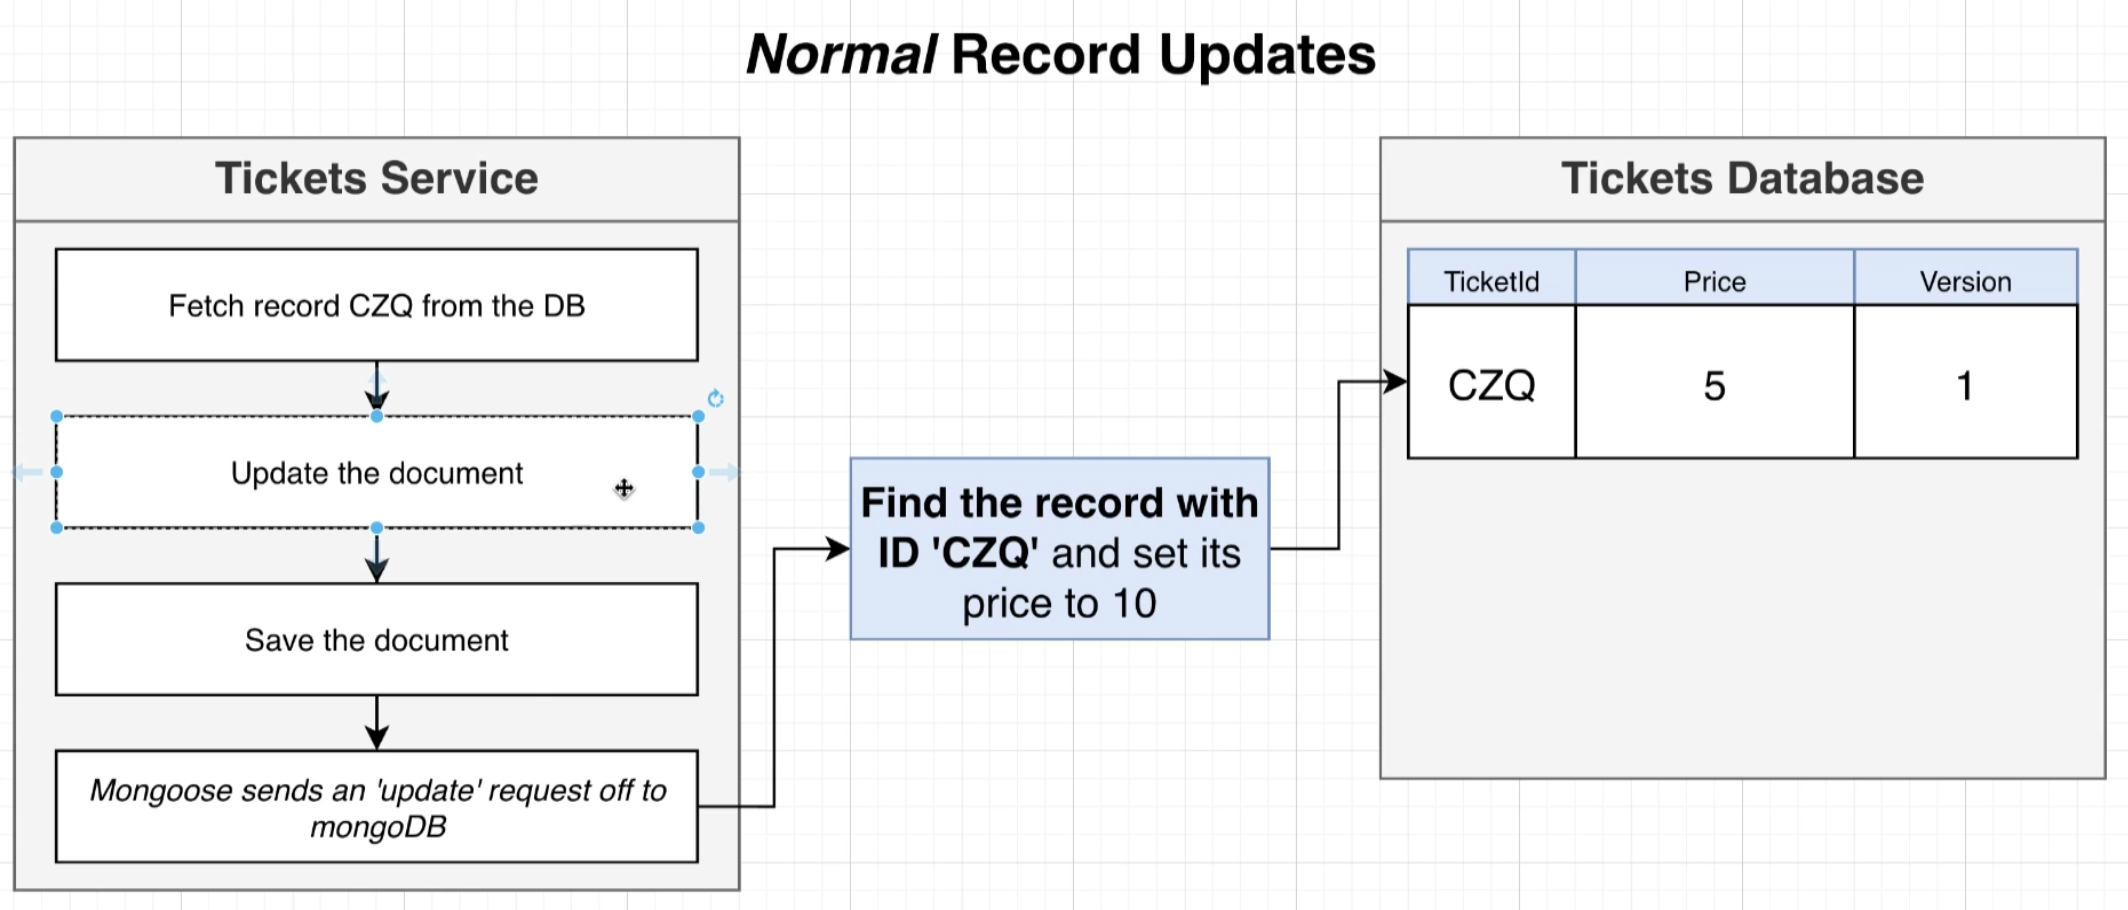 Normal Record Updates
Tickets Service
Fetch record CZQ from the DB
Update the document
Save the document
Mongoose sends an 'update' request off to
mongoDB
Find the record with
ID 'CZQ' and set its
price to 10
Tickets Database
TicketId Price Version
CZQ 5 1